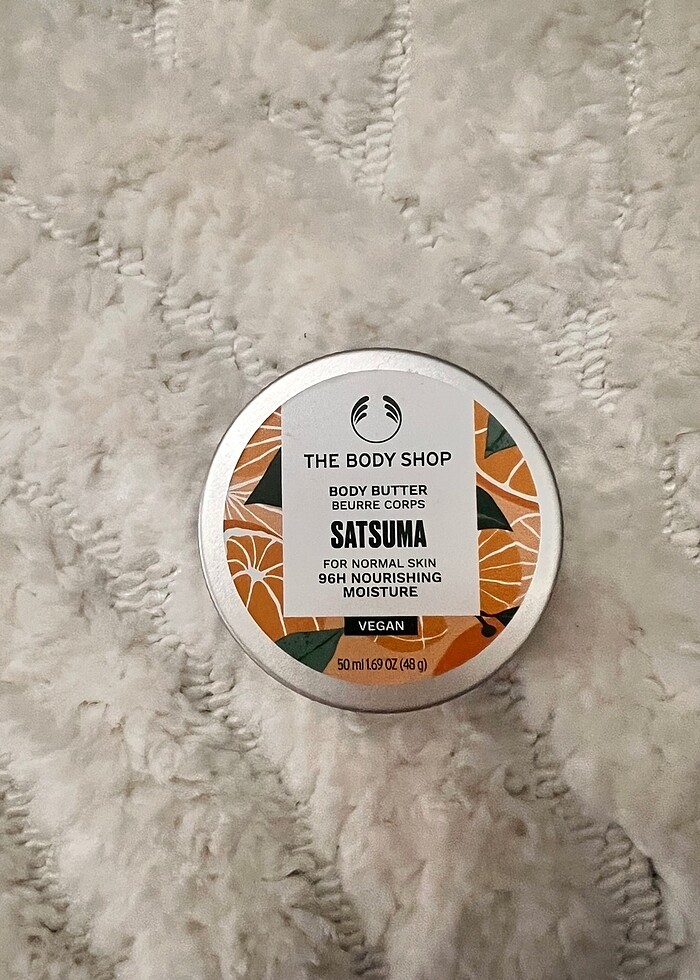 THE BODY SHOP
BODY BUTTER
BEURRE CORPS
SATSUMA
FOR NORMAL SKIN
96H NOURISHING
MOISTURE
VEGAN
50 ml 1.69 OZ (48 g)